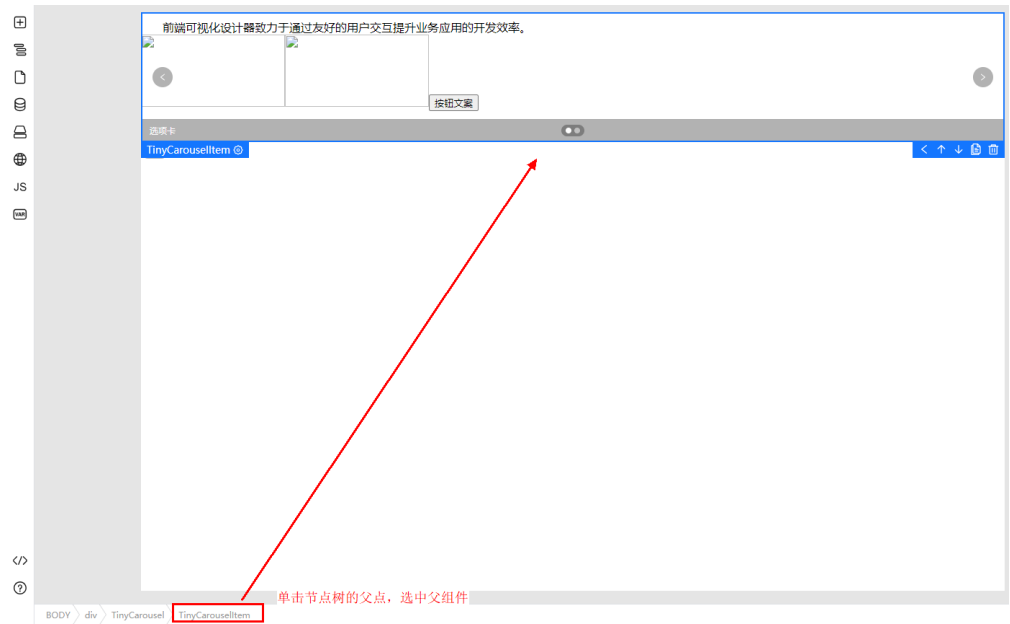 前端可视化设计器致力于通过友好的用户交互提升业务应用的开发效率。
按钮文案
选项卡
TinyCarouselItem
JS
VAR
单击节点树的父点，选中父组件
BODY div TinyCarousel TinyCarouselItem